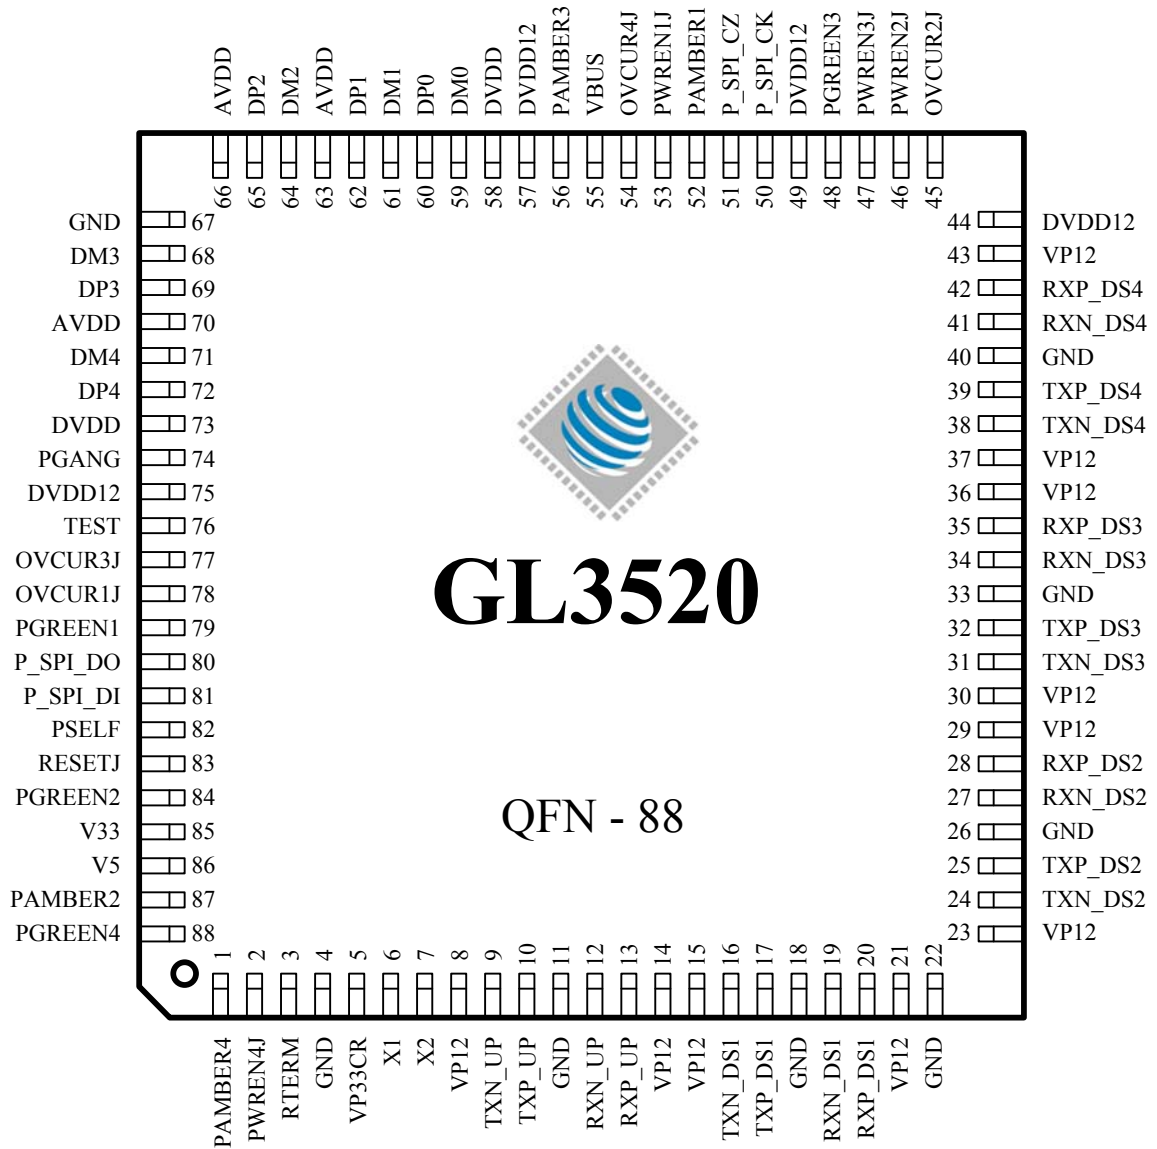 AVDD DP2 DM2 AVDD DP1 DM1 DP0 DM0 DVDD DVDD12 PAMBER3 VBUS OVCUR4J PWREN1J PAMBER1 P_SPI_CZ P_SPI_CK DVDD12 PGREEN3 PWREN3J PWREN2J OVCUR2J
66 65 64 63 62 61 60 59 58 57 56 55 54 53 52 51 50 49 48 47 46 45
GND 67
DM3 68
DP3 69
AVDD 70
DM4 71
DP4 72
DVDD 73
PGANG 74
DVDD12 75
TEST 76
OVCUR3J 77
OVCUR1J 78
PGREEN1 79
P_SPI_DO 80
P_SPI_DI 81
PSELF 82
RESETJ 83
PGREEN2 84
V33 85
V5 86
PAMBER2 87
PGREEN4 88
GL3520
QFN - 88
44 DVDD12
43 VP12
42 RXP_DS4
41 RXN_DS4
40 GND
39 TXP_DS4
38 TXN_DS4
37 VP12
36 VP12
35 RXP_DS3
34 RXN_DS3
33 GND
32 TXP_DS3
31 TXN_DS3
30 VP12
29 VP12
28 RXP_DS2
27 RXN_DS2
26 GND
25 TXP_DS2
24 TXN_DS2
23 VP12
1 2 3 4 5 6 7 8 9 10 11 12 13 14 15 16 17 18 19 20 21 22
PAMBER4 PWREN4J RTERM GND VP33CR X1 X2 VP12 TXN_UP TXP_UP GND RXN_UP RXP_UP VP12 VP12 TXN_DS1 TXP_DS1 GND RXN_DS1 RXP_DS1 VP12 GND